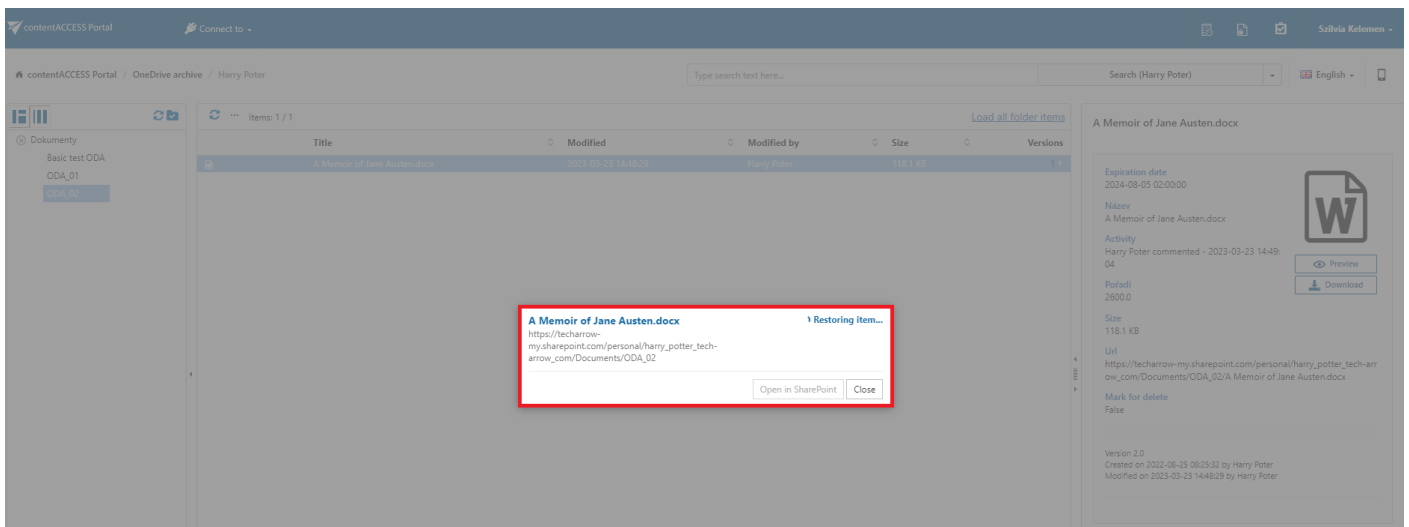 contentACCESS Portal
Connect to
Szilvia Kelemen
contentACCESS Portal / OneDrive archive / Harry Poter
Type search text here...
Search (Harry Poter)
English
Items: 1 / 1
Load all folder items
Dokumenty
Basic test ODA
ODA_01
ODA_02
Title
Modified
Modified by
Size
Versions
A Memoir of Jane Austen.docx
2023-03-23 14:48:29
Harry Poter
118.1 KB
A Memoir of Jane Austen.docx
https://techarrow-
my.sharepoint.com/personal/harry_potter_tech-
arrow_com/Documents/ODA_02
Restoring item...
Open in SharePoint
Close
A Memoir of Jane Austen.docx
Expiration date
2024-08-05 02:00:00
Název
A Memoir of Jane Austen.docx
Activity
Harry Poter commented - 2023-03-23 14:49:
04
Pořadí
2600.0
Size
118.1 KB
Url
https://techarrow-my.sharepoint.com/personal/harry_potter_tech-arr
ow_com/Documents/ODA_02/A Memoir of Jane Austen.docx
Mark for delete
False
W
Preview
Download
Version 2.0
Created on 2022-08-25 08:25:32 by Harry Poter
Modified on 2023-03-23 14:48:29 by Harry Poter